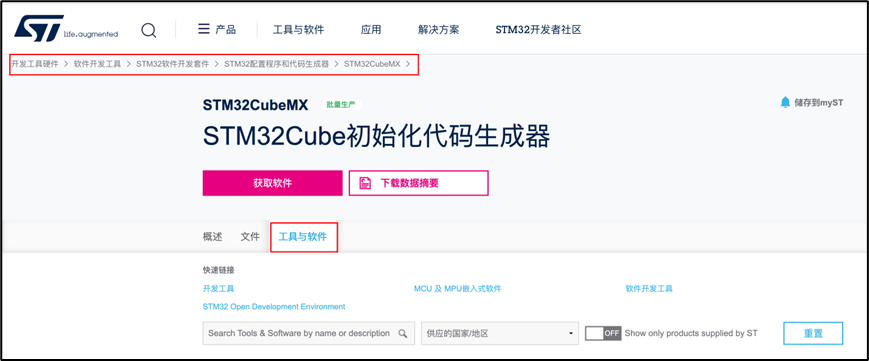 ST life.augmented 产品 工具与软件 应用 解决方案 STM32开发者社区
开发工具硬件 > 软件开发工具 > STM32软件开发套件 > STM32配置程序和代码生成器 > STM32CubeMX >
STM32CubeMX 批量生产 储存到myST
STM32Cube初始化代码生成器
获取软件 下载数据摘要
概述 文件 工具与软件
快速链接
开发工具 MCU 及 MPU嵌入式软件 软件开发工具
STM32 Open Development Environment
Search Tools & Software by name or description 供应的国家/地区 OFF Show only products supplied by ST 重置